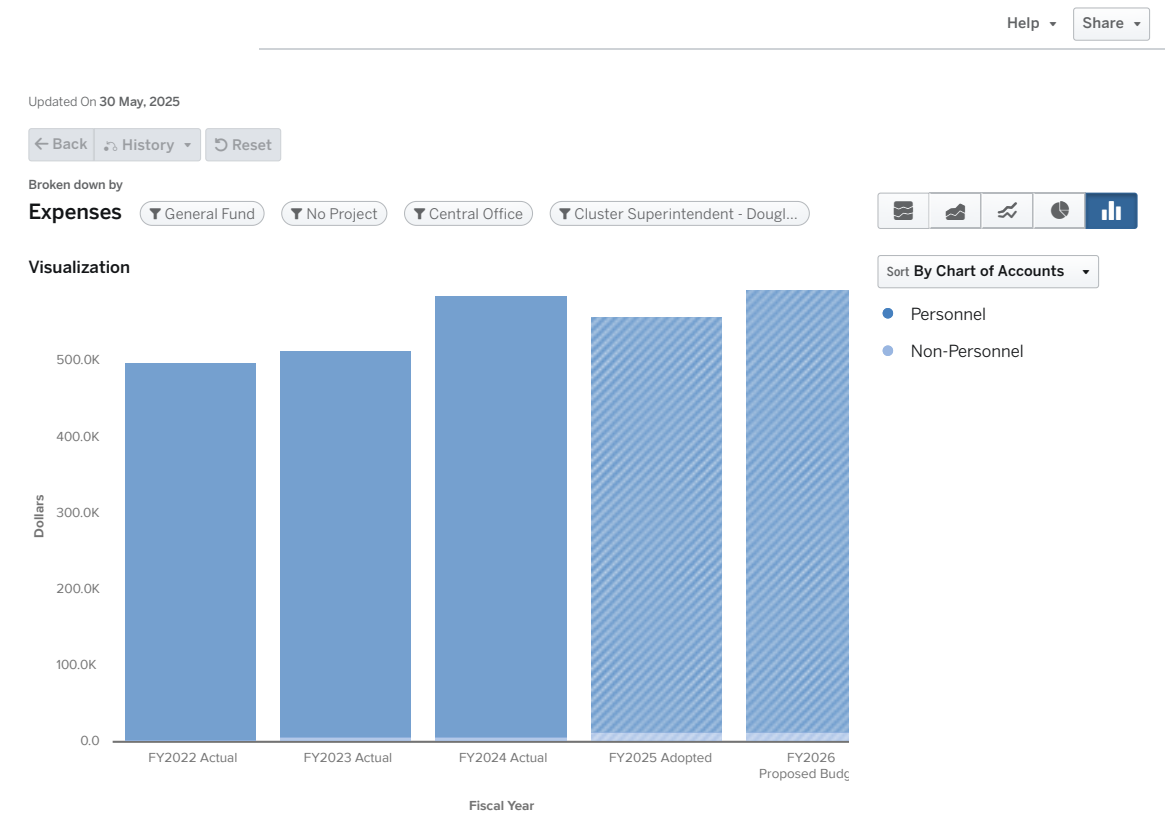 Help
Share
Updated On 30 May, 2025
Back
History
Reset
Broken down by
Expenses
General Fund
No Project
Central Office
Cluster Superintendent - Dougl...
Visualization
Sort By Chart of Accounts
Personnel
Non-Personnel
Dollars
500.0K
400.0K
300.0K
200.0K
100.0K
0.0
FY2022 Actual
FY2023 Actual
FY2024 Actual
FY2025 Adopted
FY2026
Proposed Budg
Fiscal Year